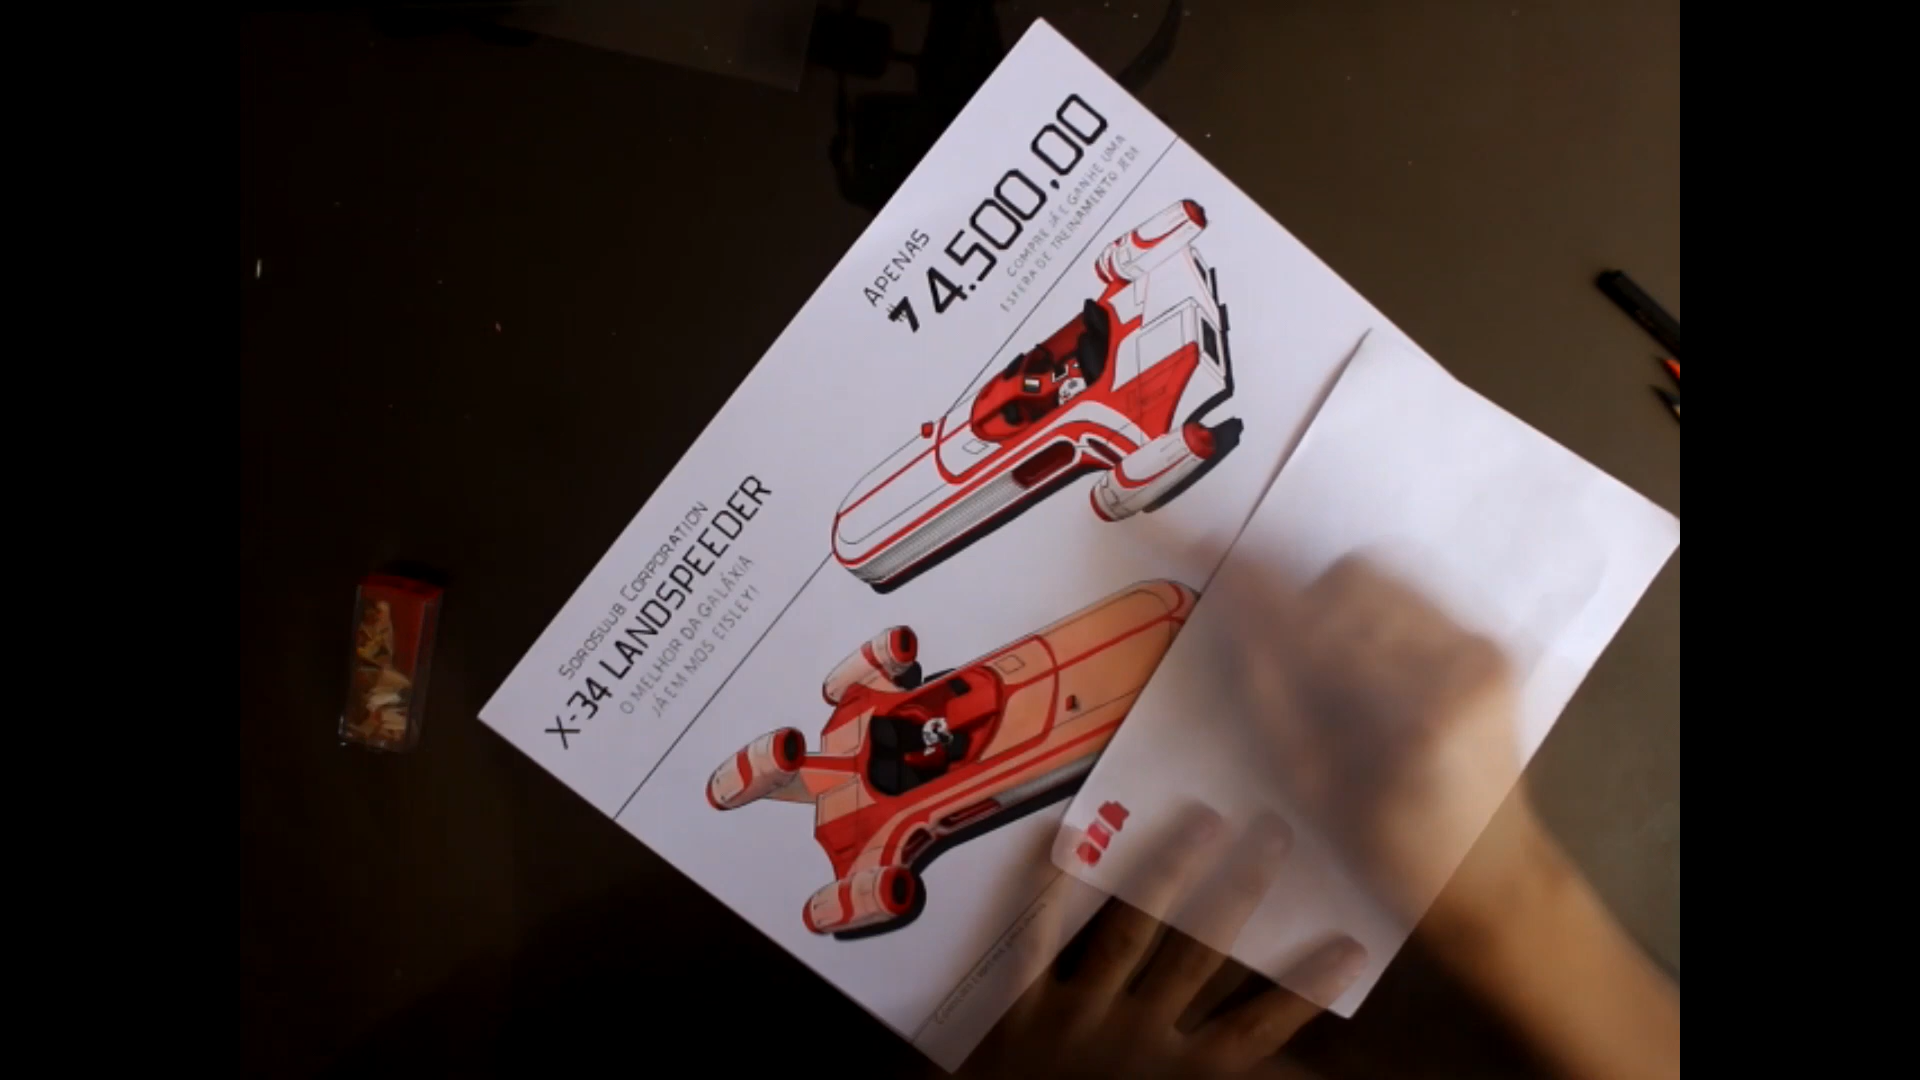 SOROSUUB CORPORATION
X-34 LANDSPEEDER
O MELHOR DA GALÁXIA
JÁ EM MOS EISLEY!
APENAS
4.500,00
COMPRE JÁ E GANHE UMA
ESFERA DE TREINAMENTO JEDI